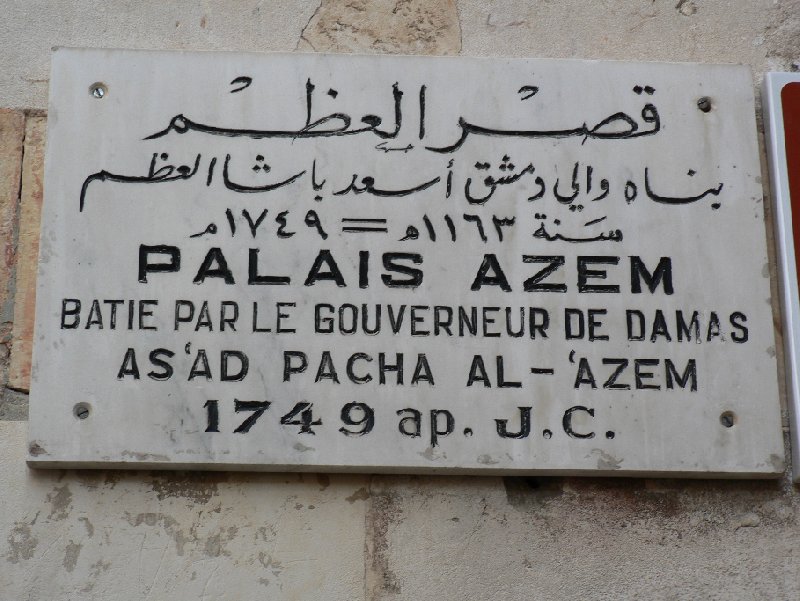 قصر العظم
بناه والي دمشق أسعد باشا العظم
سنة ١١٦٣ه = ١٧٤٩م
PALAIS AZEM
BATIE PAR LE GOUVERNEUR DE DAMAS
AS'AD PACHA AL-'AZEM
1749 ap. J.C.